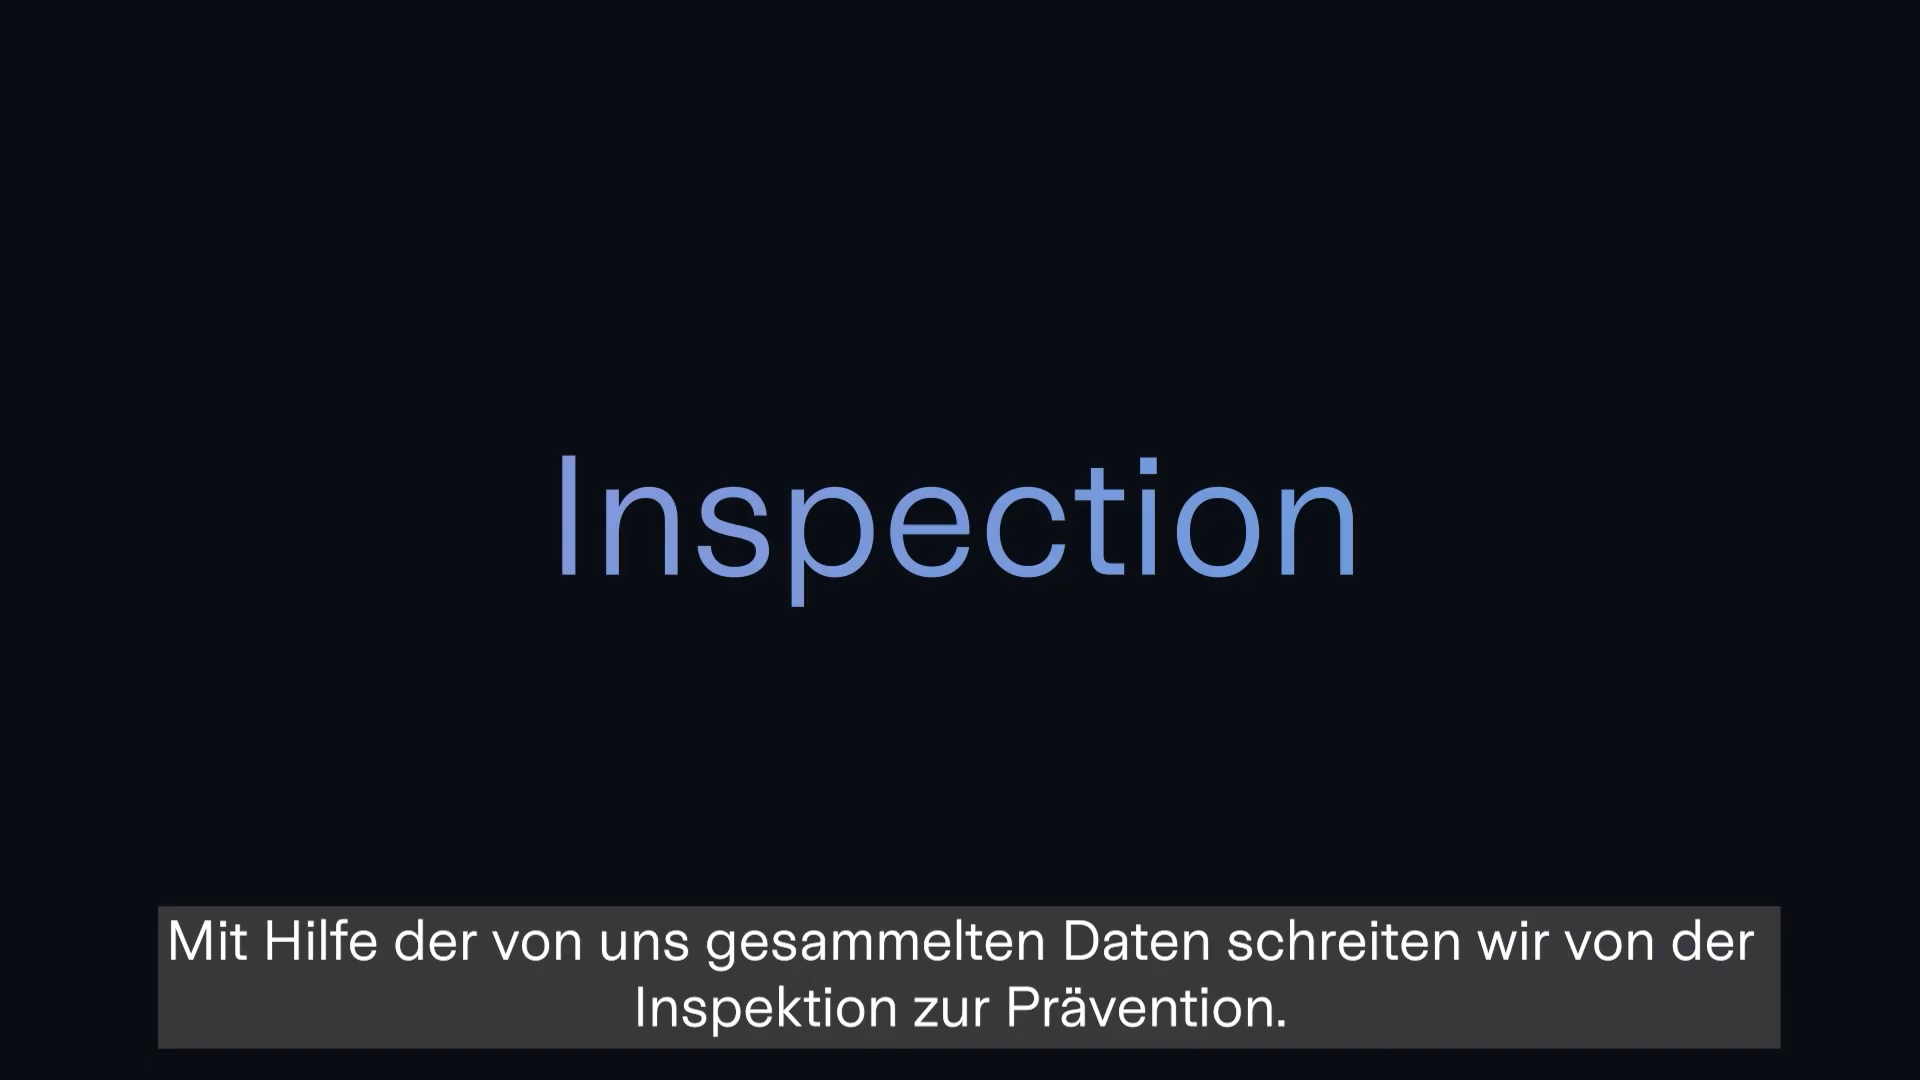 Inspection
Mit Hilfe der von uns gesammelten Daten schreiten wir von der
Inspektion zur Prävention.